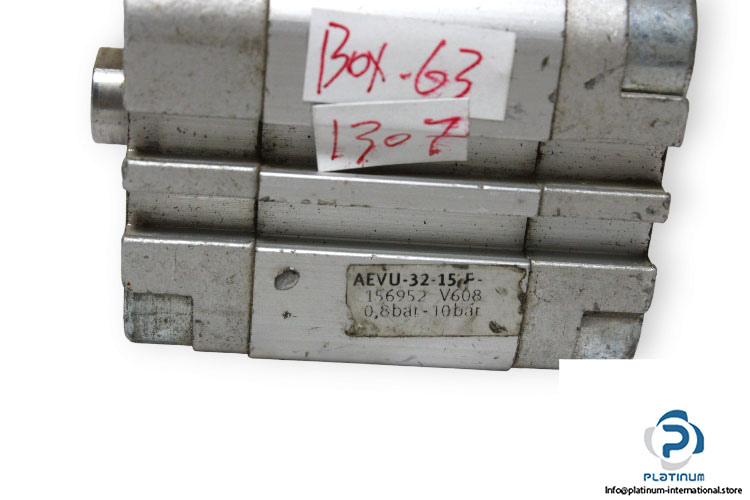 BOX-63
1307
AEVU-32-15-
156952 V608
0,8bar-10bar
PLATINUM
Info@platinum-international.store